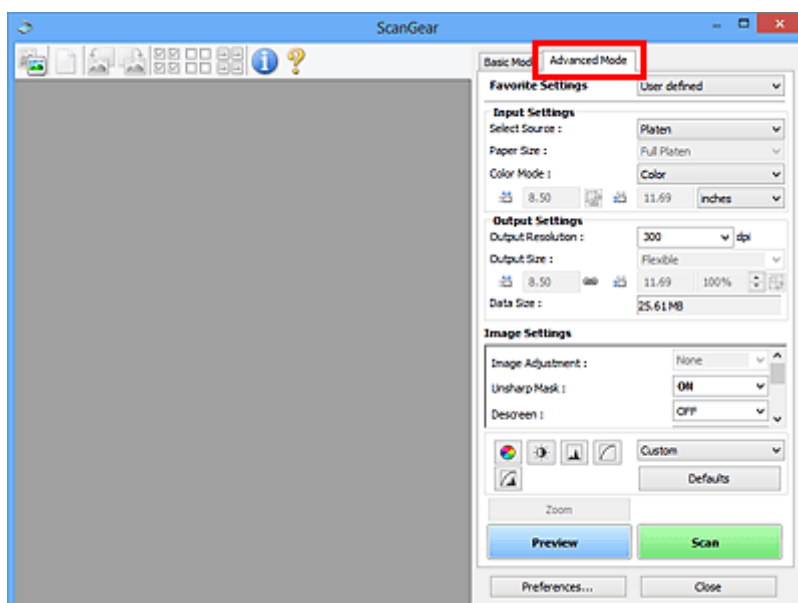 ScanGear
Basic Mode Advanced Mode
Favorite Settings User defined
Input Settings
Select Source : Platen
Paper Size : Full Platen
Color Mode : Color
8.50 11.69 inches
Output Settings
Output Resolution : 300 dpi
Output Size : Flexible
8.50 11.69 100%
Data Size : 25.61 MB
Image Settings
Image Adjustment : None
Unsharp Mask : ON
Descreen : OFF
Custom
Defaults
Zoom
Preview Scan
Preferences... Close